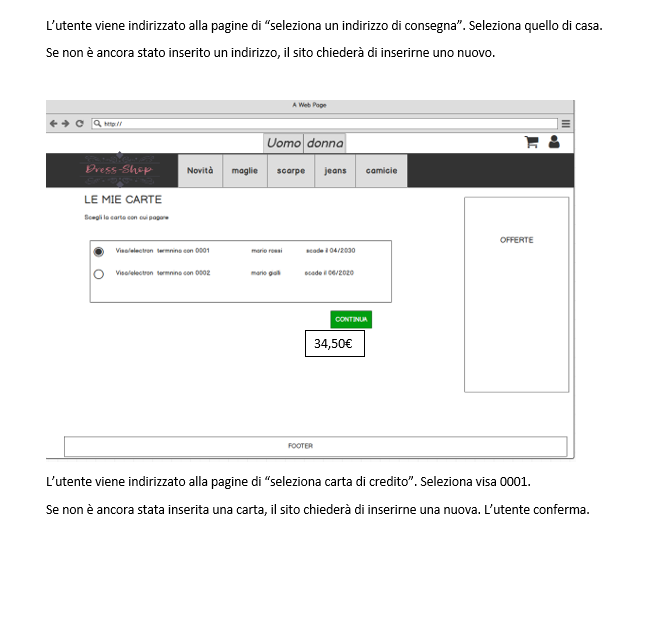 L'utente viene indirizzato alla pagine di "seleziona un indirizzo di consegna". Seleziona quello di casa.
Se non è ancora stato inserito un indirizzo, il sito chiederà di inserirne uno nuovo.
A Web Page
http://
Uomo donna
Dress-Shop Novità maglie scarpe jeans camicie
LE MIE CARTE
Scegli la carta con cui pagare
OFFERTE
Visa/electron termnina con 0001 mario rossi scade il 04/2030
Visa/electron termnina con 0002 mario gialli scade il 06/2020
CONTINUA
34,50€
FOOTER
L'utente viene indirizzato alla pagine di "seleziona carta di credito". Seleziona visa 0001.
Se non è ancora stata inserita una carta, il sito chiederà di inserirne una nuova. L'utente conferma.